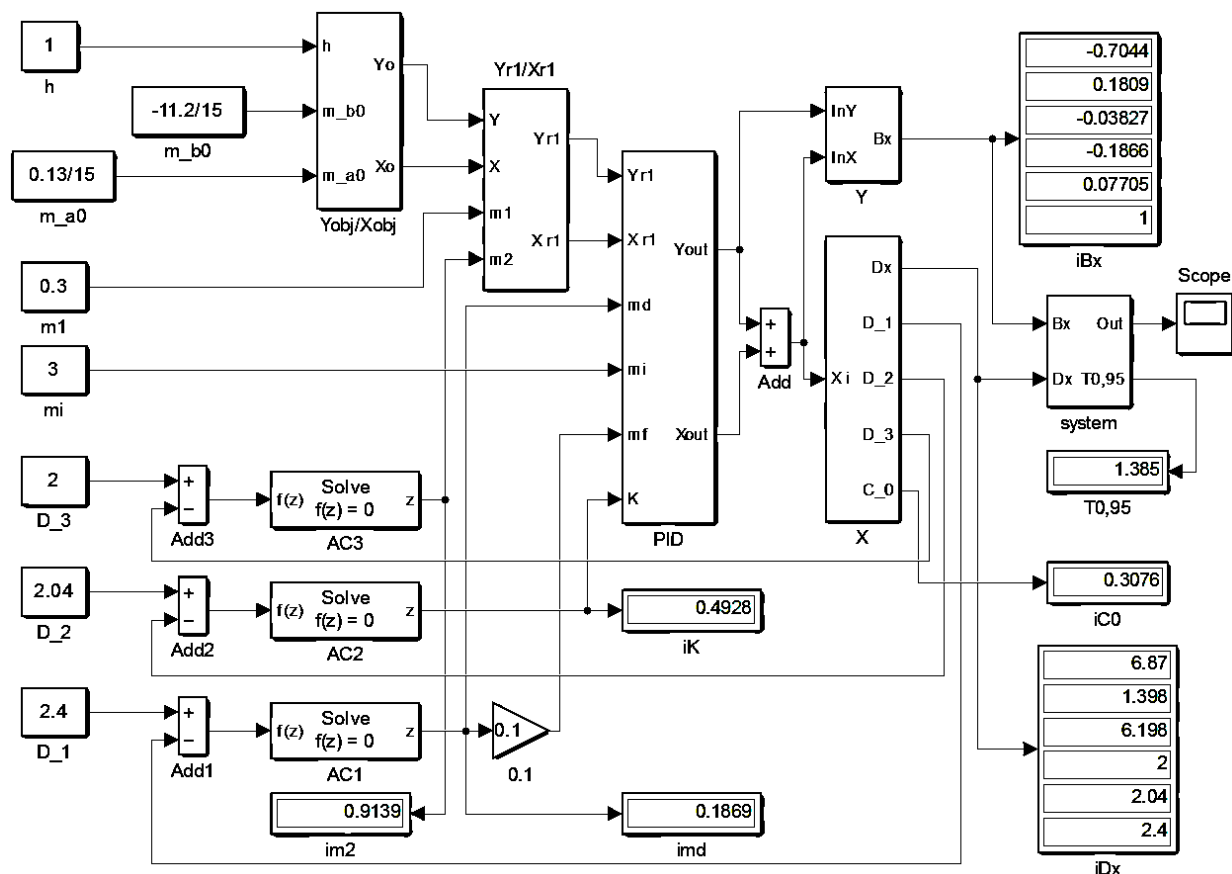 1
h
-11.2/15
m_b0
0.13/15
m_a0
h
m_b0
m_a0
Yo
Xo
Yobj/Xobj
Yr1/Xr1
Y
X
m1
m2
Yr1
Xr1
0.3
m1
3
mi
Yr1
Xr1
md
mi
mf
K
Yout
Xout
PID
+
+
Add
InY
InX
Bx
Y
Xi
Dx
D_1
D_2
D_3
C_0
X
-0.7044
0.1809
-0.03827
-0.1866
0.07705
1
iBx
Scope
Bx
Dx
Out
T0,95
system
1.385
T0,95
2
D_3
+
−
Add3
f(z)
Solve
f(z) = 0
z
AC3
2.04
D_2
+
−
Add2
f(z)
Solve
f(z) = 0
z
AC2
0.4928
iK
0.3076
iC0
2.4
D_1
+
−
Add1
f(z)
Solve
f(z) = 0
z
AC1
0.1
0.1
0.9139
im2
0.1869
imd
6.87
1.398
6.198
2
2.04
2.4
iDx